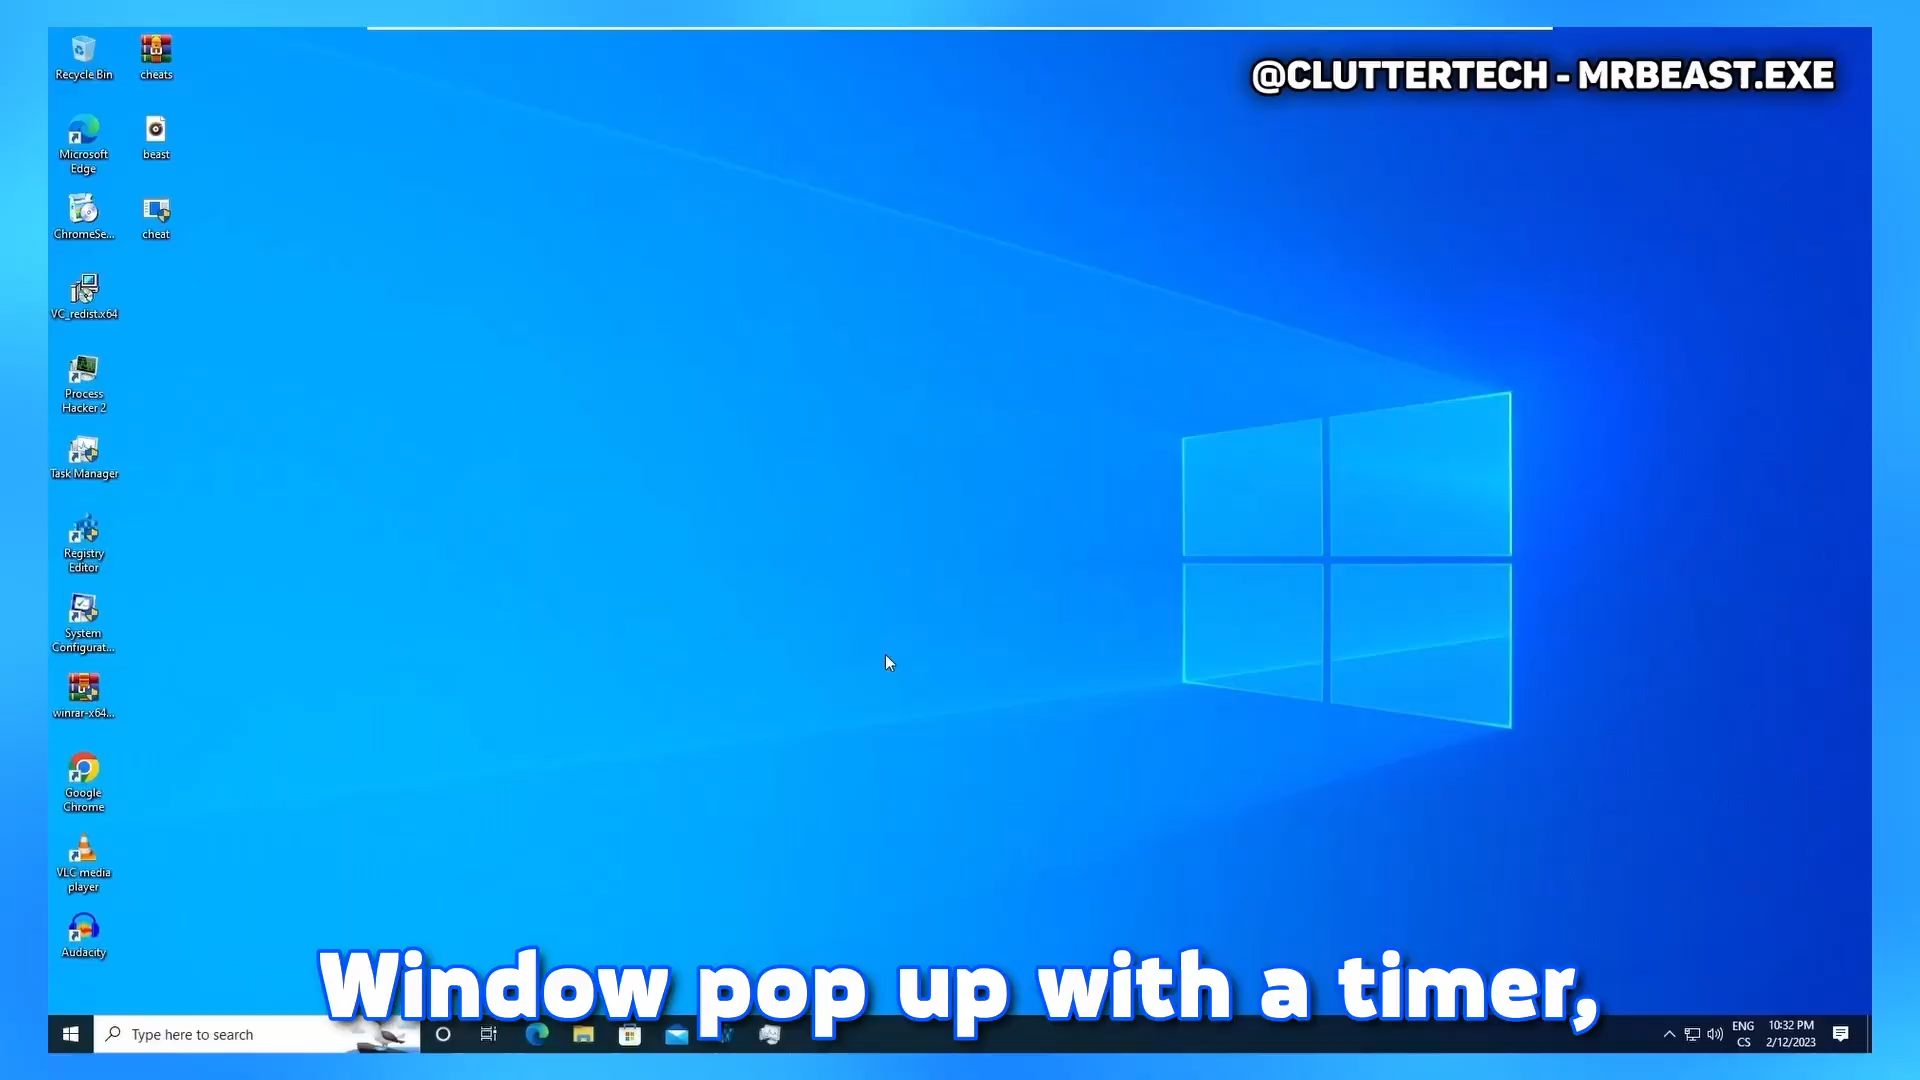 @CLUTTERTECH - MRBEAST.EXE
Recycle Bin
cheats
Microsoft
Edge
beast
ChromeSe...
cheat
VC_redist.x64
Process
Hacker 2
Task Manager
Registry
Editor
System
Configurat...
winrar-x64...
Google
Chrome
VLC media
player
Audacity
Window pop up with a timer,
Type here to search
ENG
CS
10:32 PM
2/12/2023